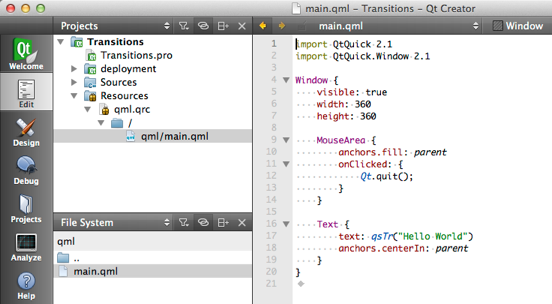 main.qml – Transitions – Qt Creator
Projects
main.qml
Window
Qt
Welcome
Edit
Design
Debug
Projects
Analyze
Help
Transitions
Transitions.pro
deployment
Sources
Resources
qml.qrc
/
qml/main.qml
File System
qml
..
main.qml
1 import QtQuick 2.1
2 import QtQuick.Window 2.1
3
4 Window {
5 visible: true
6 width: 360
7 height: 360
8
9 MouseArea {
10 anchors.fill: parent
11 onClicked: {
12 Qt.quit();
13 }
14 }
15
16 Text {
17 text: qsTr("Hello World")
18 anchors.centerIn: parent
19 }
20 }
21